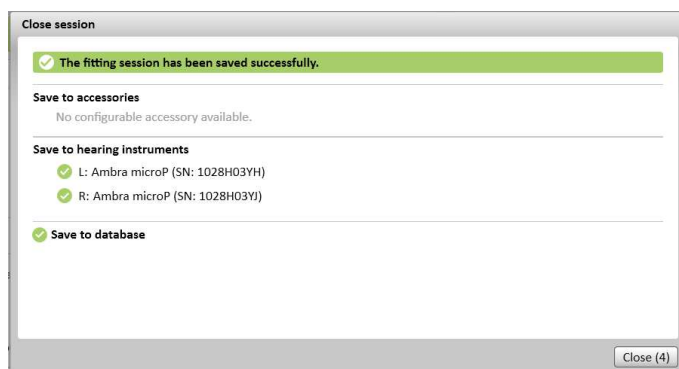 Close session
The fitting session has been saved successfully.
Save to accessories
No configurable accessory available.
Save to hearing instruments
L: Ambra microP (SN: 1028H03YH)
R: Ambra microP (SN: 1028H03YJ)
Save to database
Close (4)